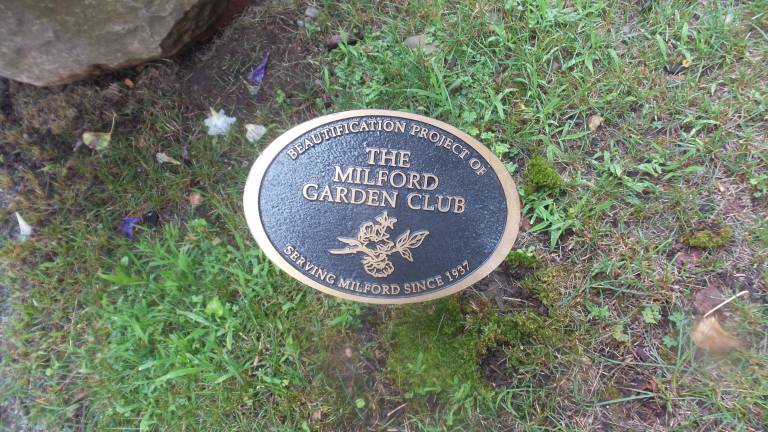 BEAUTIFICATION PROJECT OF
THE
MILFORD
GARDEN CLUB
SERVING MILFORD SINCE 1937